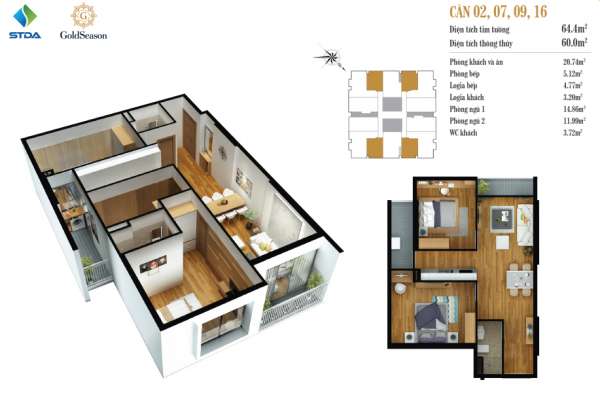 STDA
G
GoldSeason
CĂN 02, 07, 09, 16
Diện tích tim tường 64.4m²
Diện tích thông thủy 60.0m²
Phòng khách và ăn 20.74m²
Phòng bếp 5.12m²
Logia bếp 4.77m²
Logia khách 3.20m²
Phòng ngủ 1 14.86m²
Phòng ngủ 2 11.99m²
WC khách 3.72m²